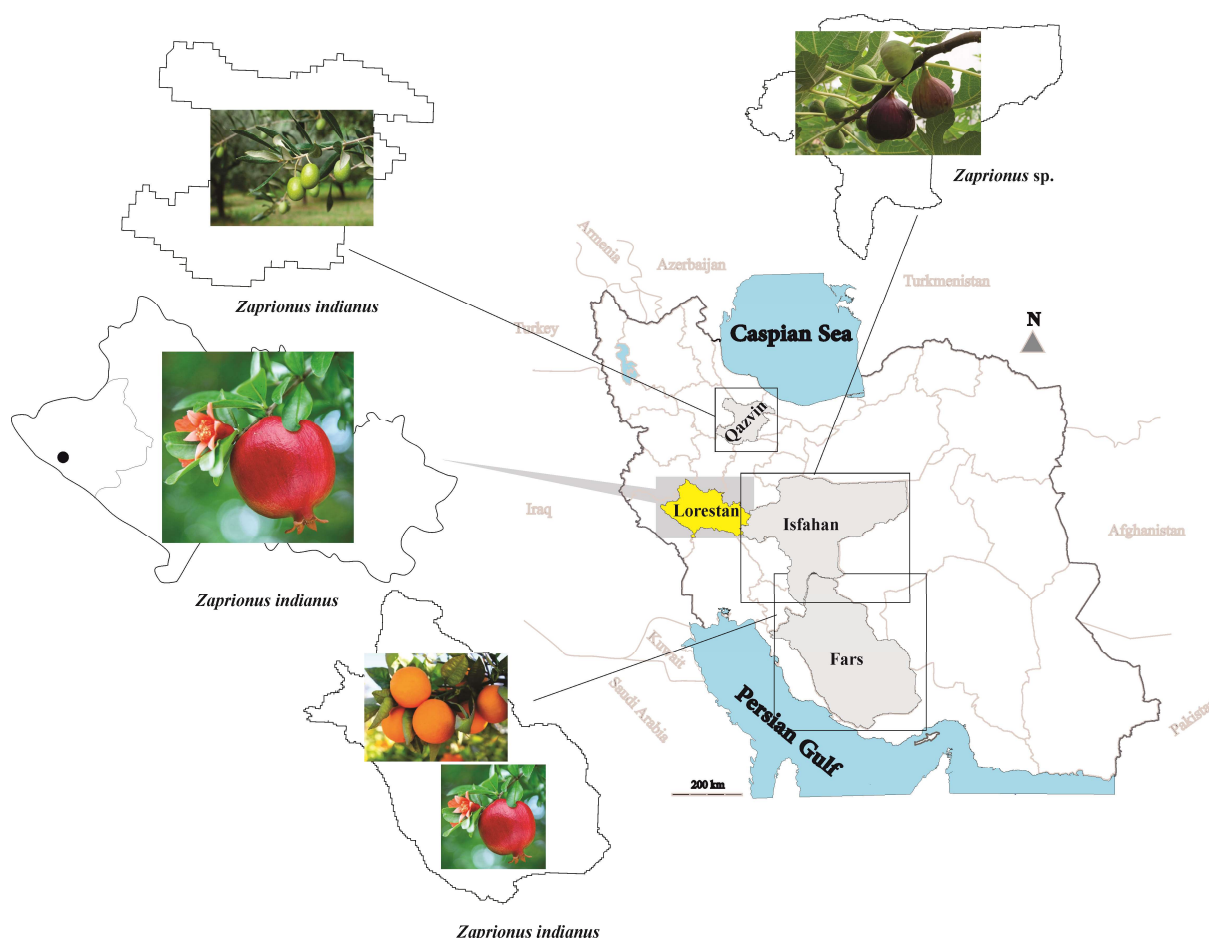 Zaprionus sp.
Armenia
Azerbaijan
Turkmenistan
Zaprionus indianus
Turkey
Caspian Sea
N
Qazvin
Lorestan
Isfahan
Iraq
Afghanistan
Zaprionus indianus
Kuwait
Fars
Saudi Arabia
Persian Gulf
Pakistan
200 km
Zaprionus indianus